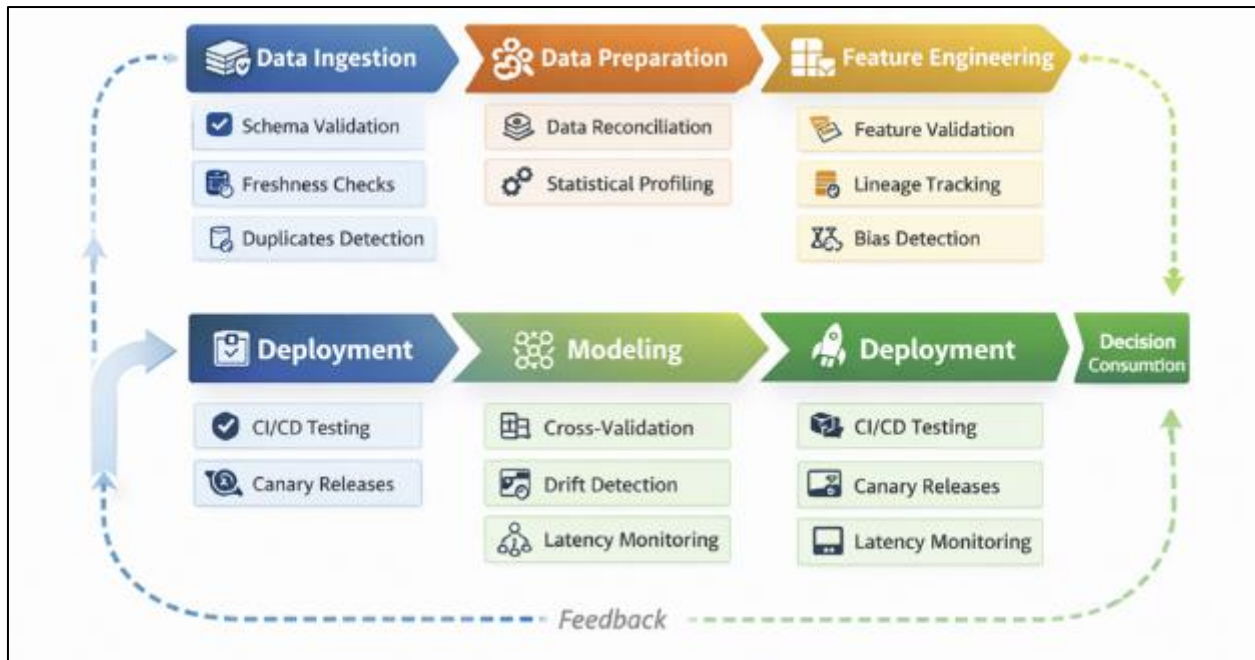 Data Ingestion
Data Preparation
Feature Engineering
Schema Validation
Freshness Checks
Duplicates Detection
Data Reconciliation
Statistical Profiling
Feature Validation
Lineage Tracking
Bias Detection
Deployment
Modeling
Deployment
Decision
Consumtion
CI/CD Testing
Canary Releases
Cross-Validation
Drift Detection
Latency Monitoring
CI/CD Testing
Canary Releases
Latency Monitoring
Feedback